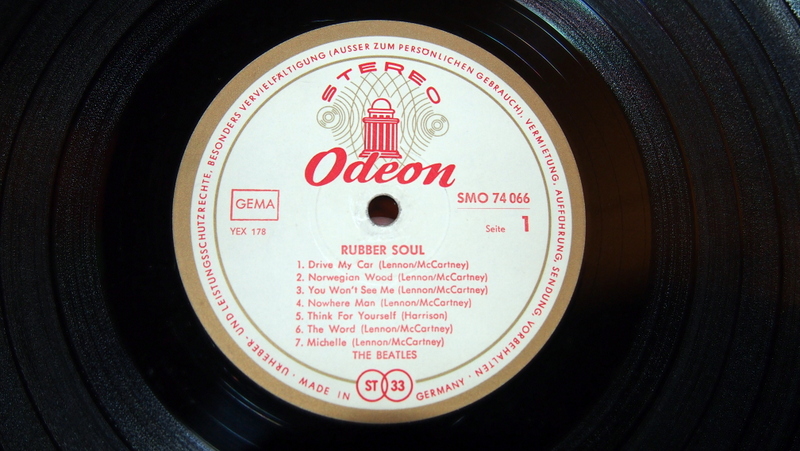 URHEBER- UND LEISTUNGSSCHUTZRECHTE, BESONDERS VERVIELFÄLTIGUNG (AUSSER ZUM PERSÖNLICHEN GEBRAUCH), VERMIETUNG, AUFFÜHRUNG, SENDUNG, VORBEHALTEN ·
STEREO
Odeon
GEMA
SMO 74 066
YEX 178
Seite 1
RUBBER SOUL
1. Drive My Car (Lennon/McCartney)
2. Norwegian Wood (Lennon/McCartney)
3. You Won't See Me (Lennon/McCartney)
4. Nowhere Man (Lennon/McCartney)
5. Think For Yourself (Harrison)
6. The Word (Lennon/McCartney)
7. Michelle (Lennon/McCartney)
THE BEATLES
ST 33
· MADE IN GERMANY ·